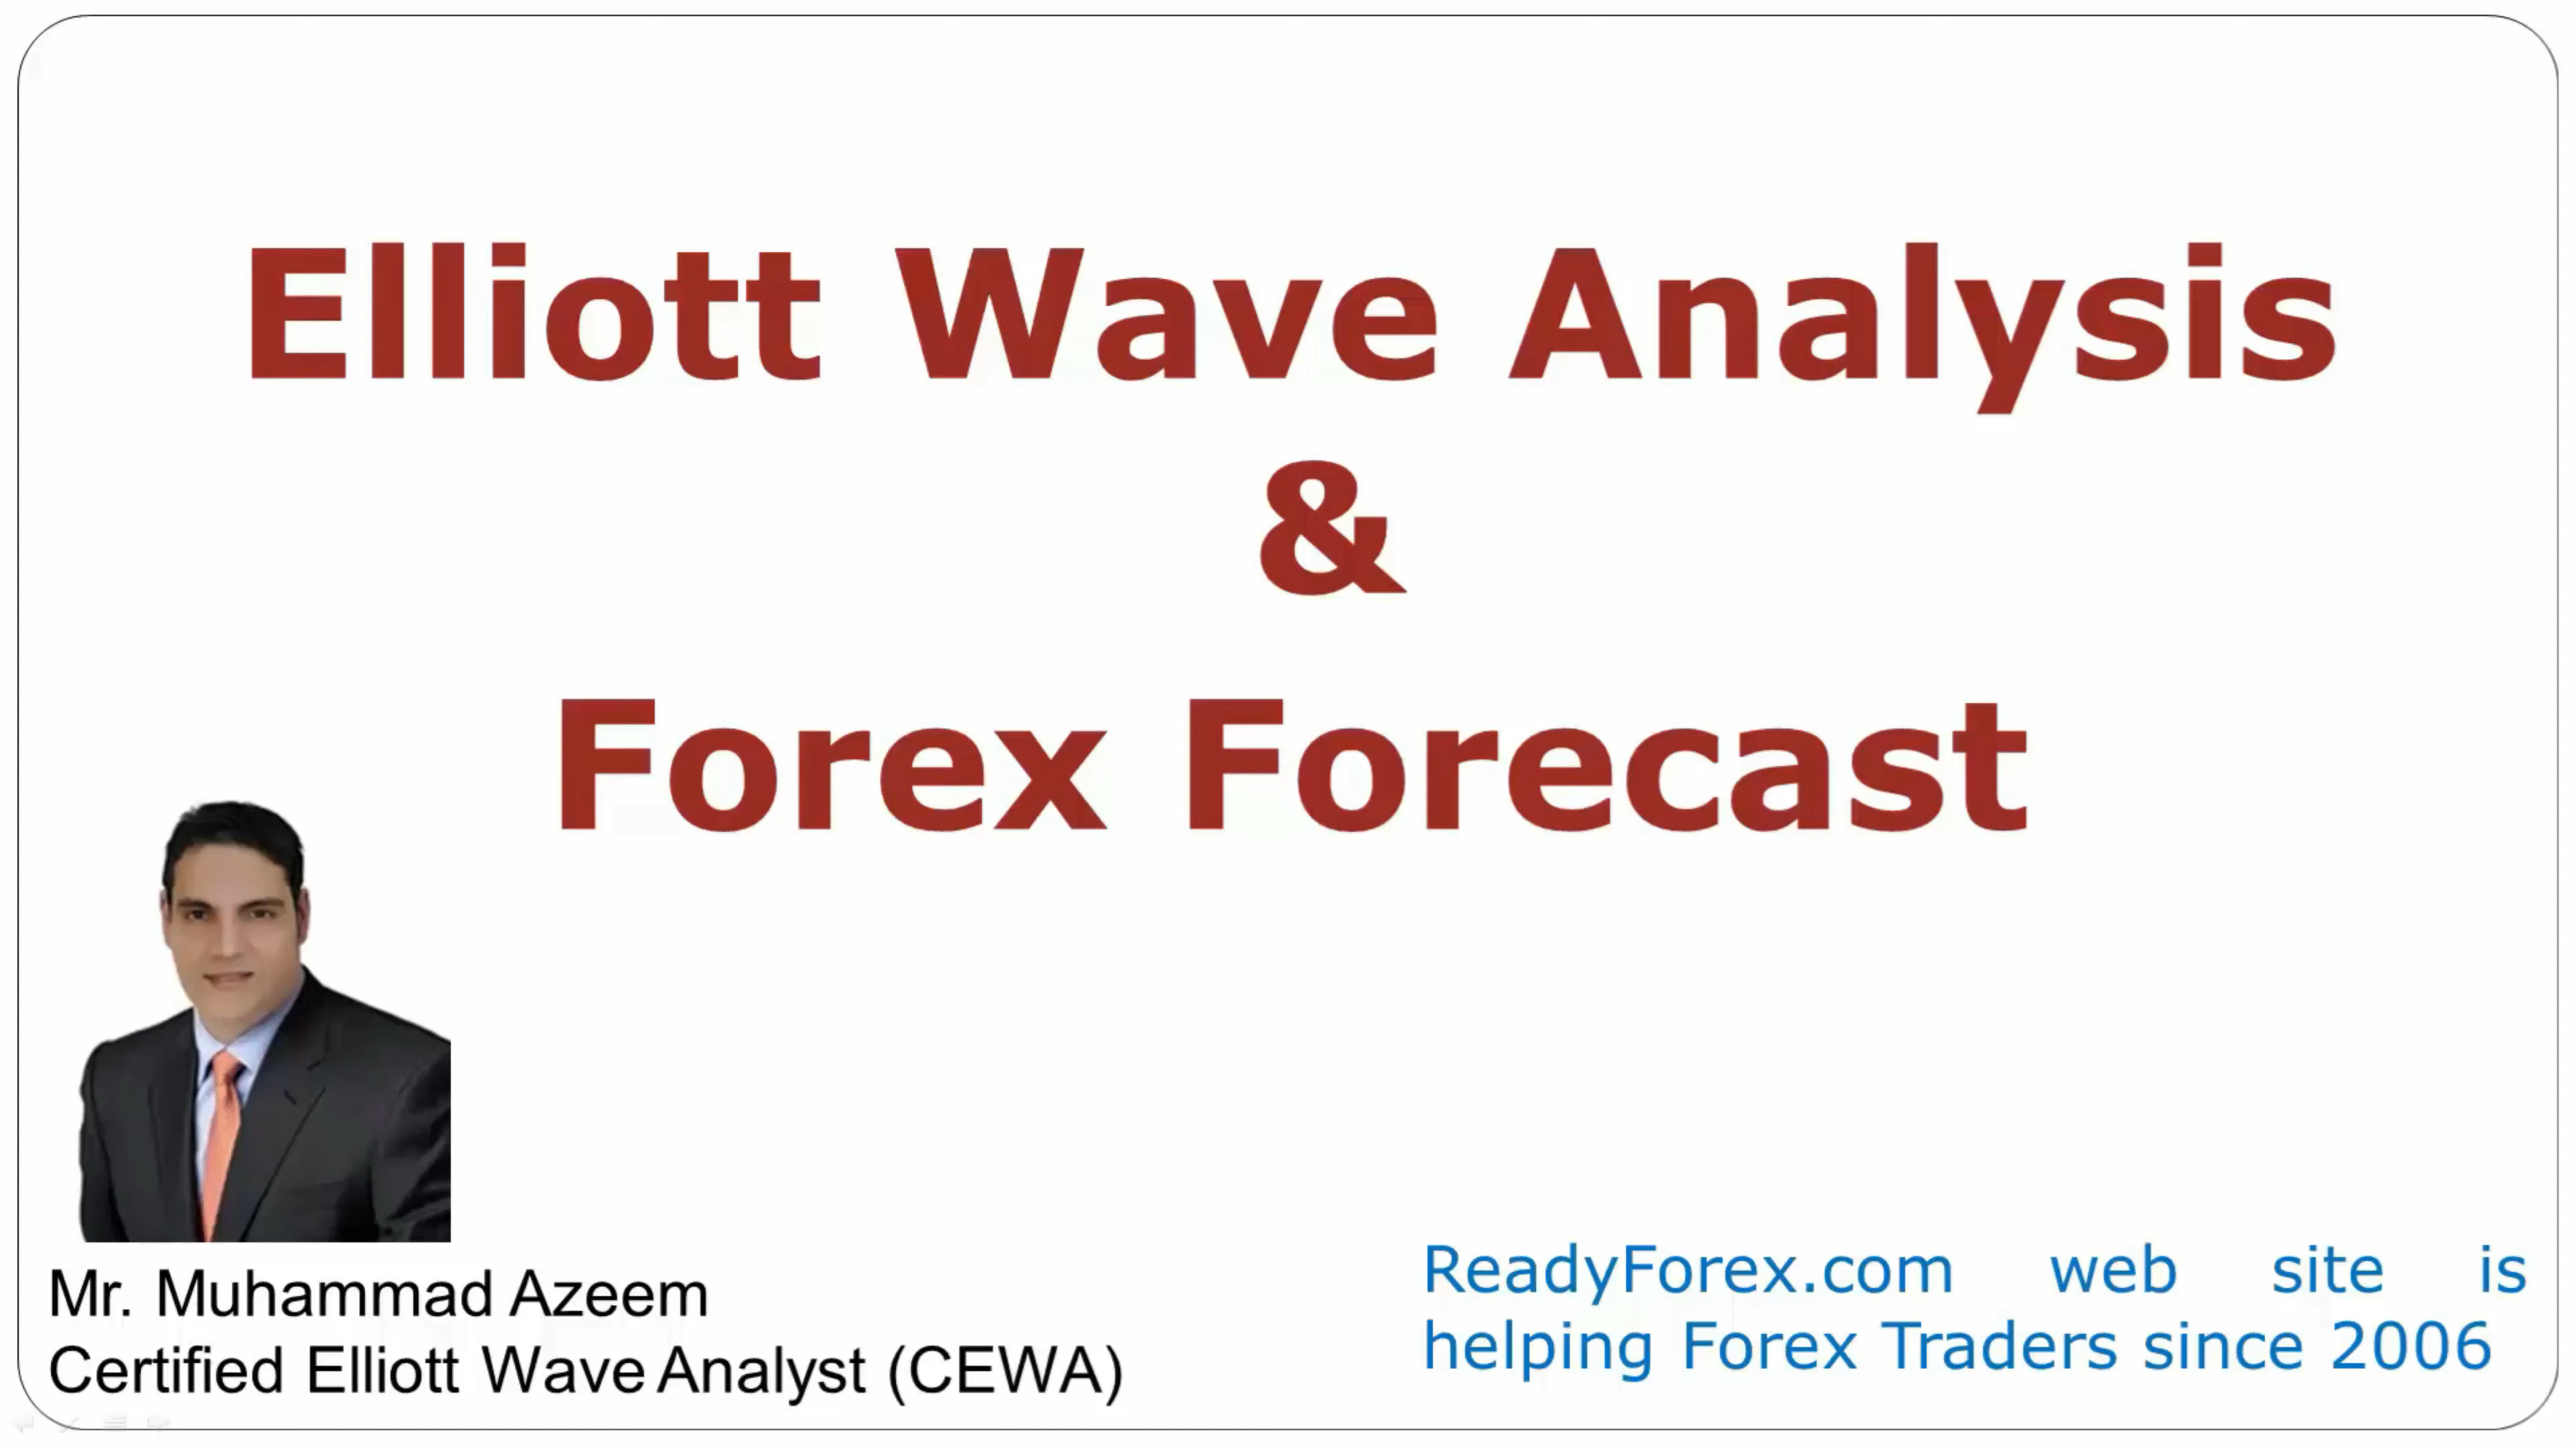 Elliott Wave Analysis
&
Forex Forecast
Mr. Muhammad Azeem
Certified Elliott Wave Analyst (CEWA)
ReadyForex.com web site is
helping Forex Traders since 2006